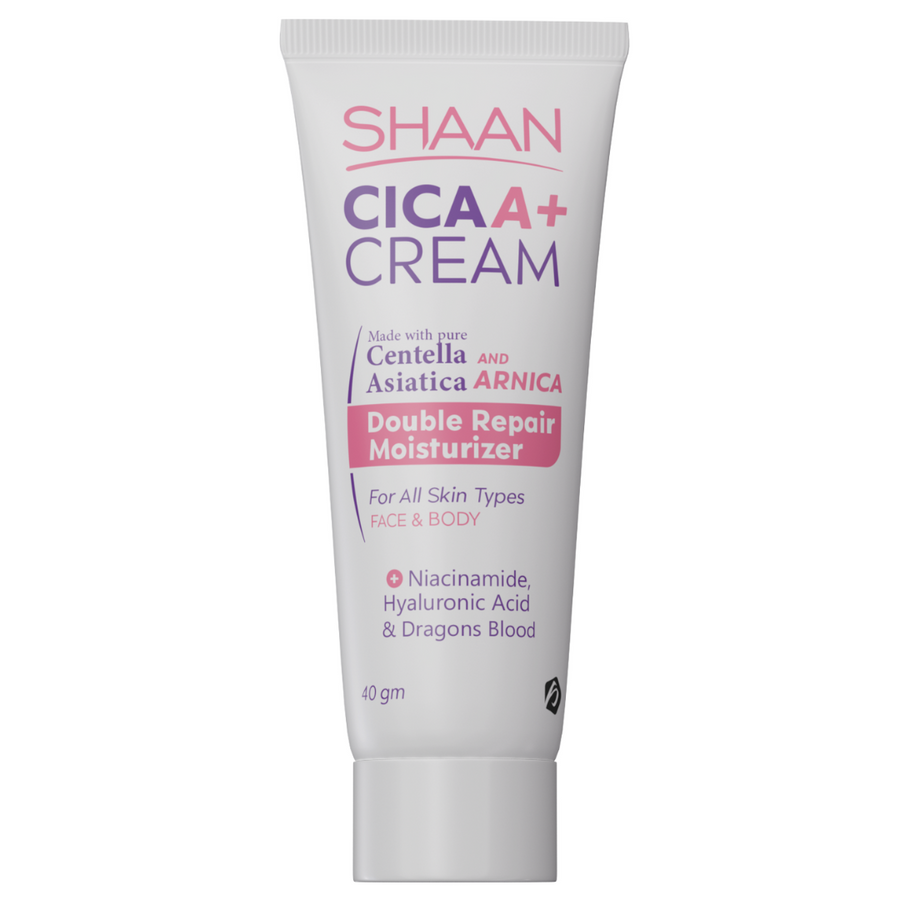 SHAAN
CICA A+
CREAM
Made with pure
Centella AND
Asiatica ARNICA
Double Repair
Moisturizer
For All Skin Types
FACE & BODY
+ Niacinamide,
Hyaluronic Acid
& Dragons Blood
40 gm